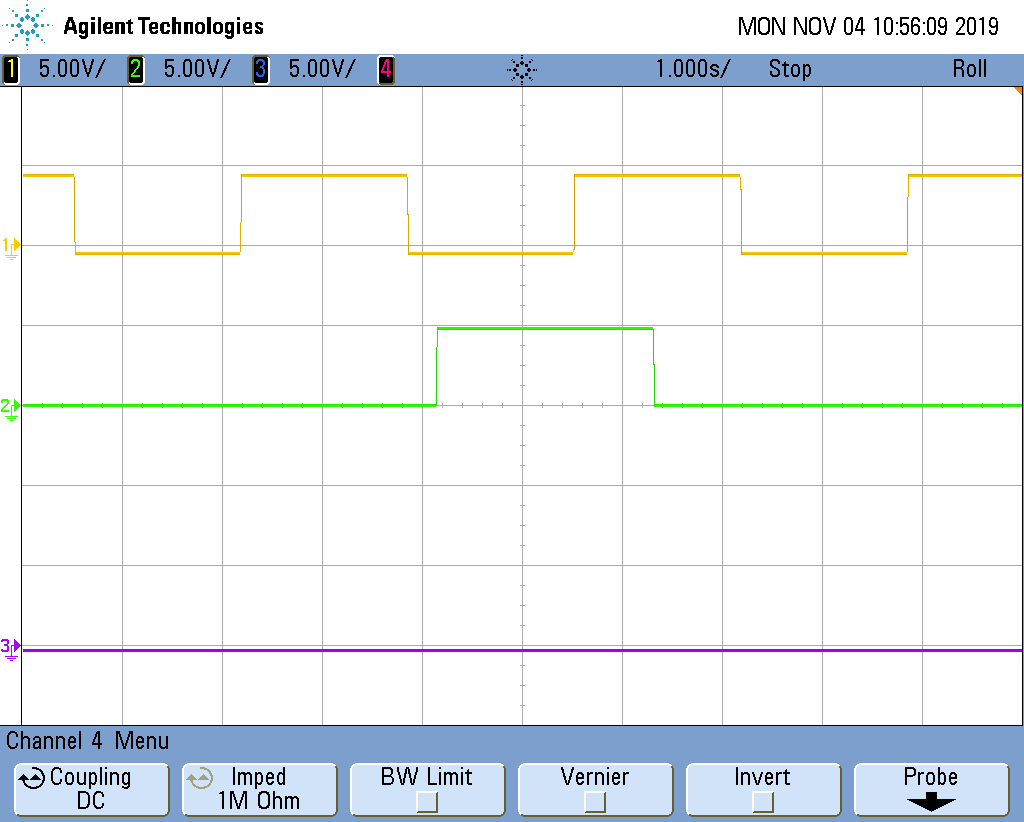 Agilent Technologies MON NOV 04 10:56:09 2019
1 5.00V/ 2 5.00V/ 3 5.00V/ 4 1.000s/ Stop Roll
1
2
3
Channel 4 Menu
Coupling Imped BW Limit Vernier Invert Probe
DC 1M Ohm